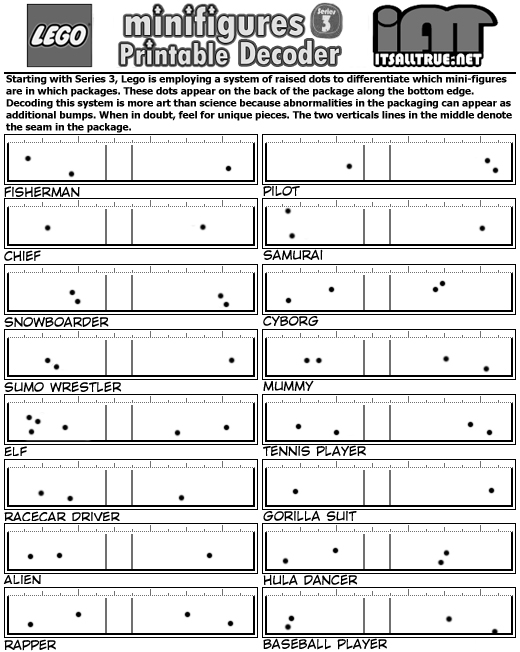 LEGO minifigures Series 3 iAT
Printable Decoder ITSALLTRUE.NET
Starting with Series 3, Lego is employing a system of raised dots to differentiate which mini-figures
are in which packages. These dots appear on the back of the package along the bottom edge.
Decoding this system is more art than science because abnormalities in the packaging can appear as
additional bumps. When in doubt, feel for unique pieces. The two verticals lines in the middle denote
the seam in the package.
FISHERMAN PILOT
CHIEF SAMURAI
SNOWBOARDER CYBORG
SUMO WRESTLER MUMMY
ELF TENNIS PLAYER
RACECAR DRIVER GORILLA SUIT
ALIEN HULA DANCER
RAPPER BASEBALL PLAYER